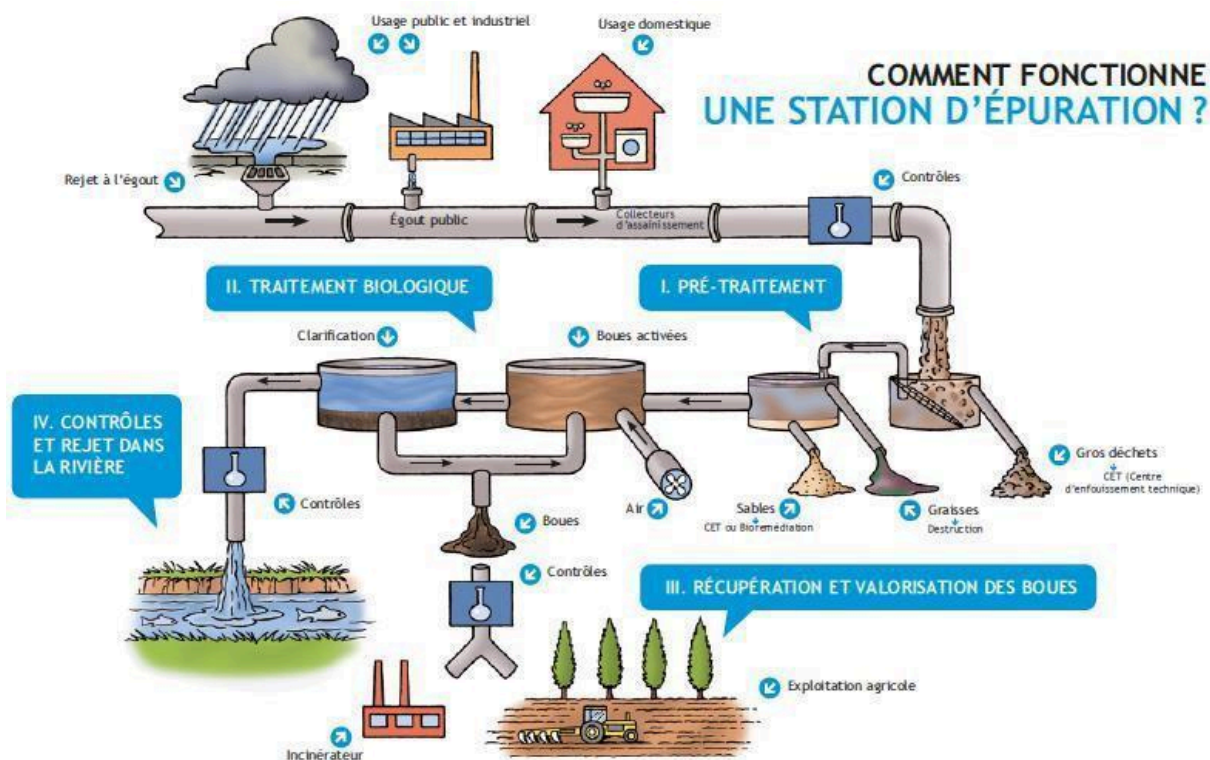 Usage public et industriel
Usage domestique
COMMENT FONCTIONNE
UNE STATION D'ÉPURATION ?
Rejet à l'égout
Contrôles
Égout public
Collecteurs
d'assainissement
II. TRAITEMENT BIOLOGIQUE
I. PRÉ-TRAITEMENT
Clarification
Boues activées
IV. CONTRÔLES
ET REJET DANS
LA RIVIÈRE
Gros déchets
CET (Centre
d'enfouissement technique)
Contrôles
Boues
Air
Sables
CET ou Bioremédiation
Graisses
Destruction
Contrôles
III. RÉCUPÉRATION ET VALORISATION DES BOUES
Exploitation agricole
Incinérateur